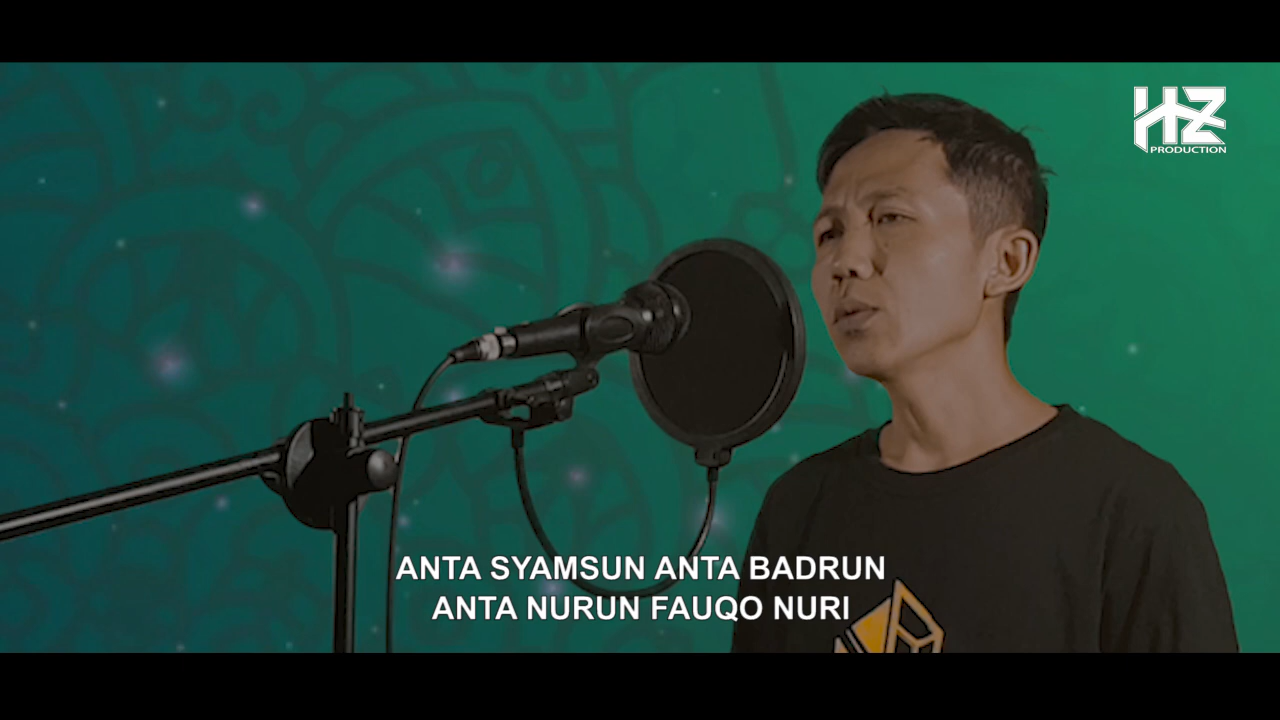 HZ
PRODUCTION
ANTA SYAMSUN ANTA BADRUN
ANTA NURUN FAUQO NURI